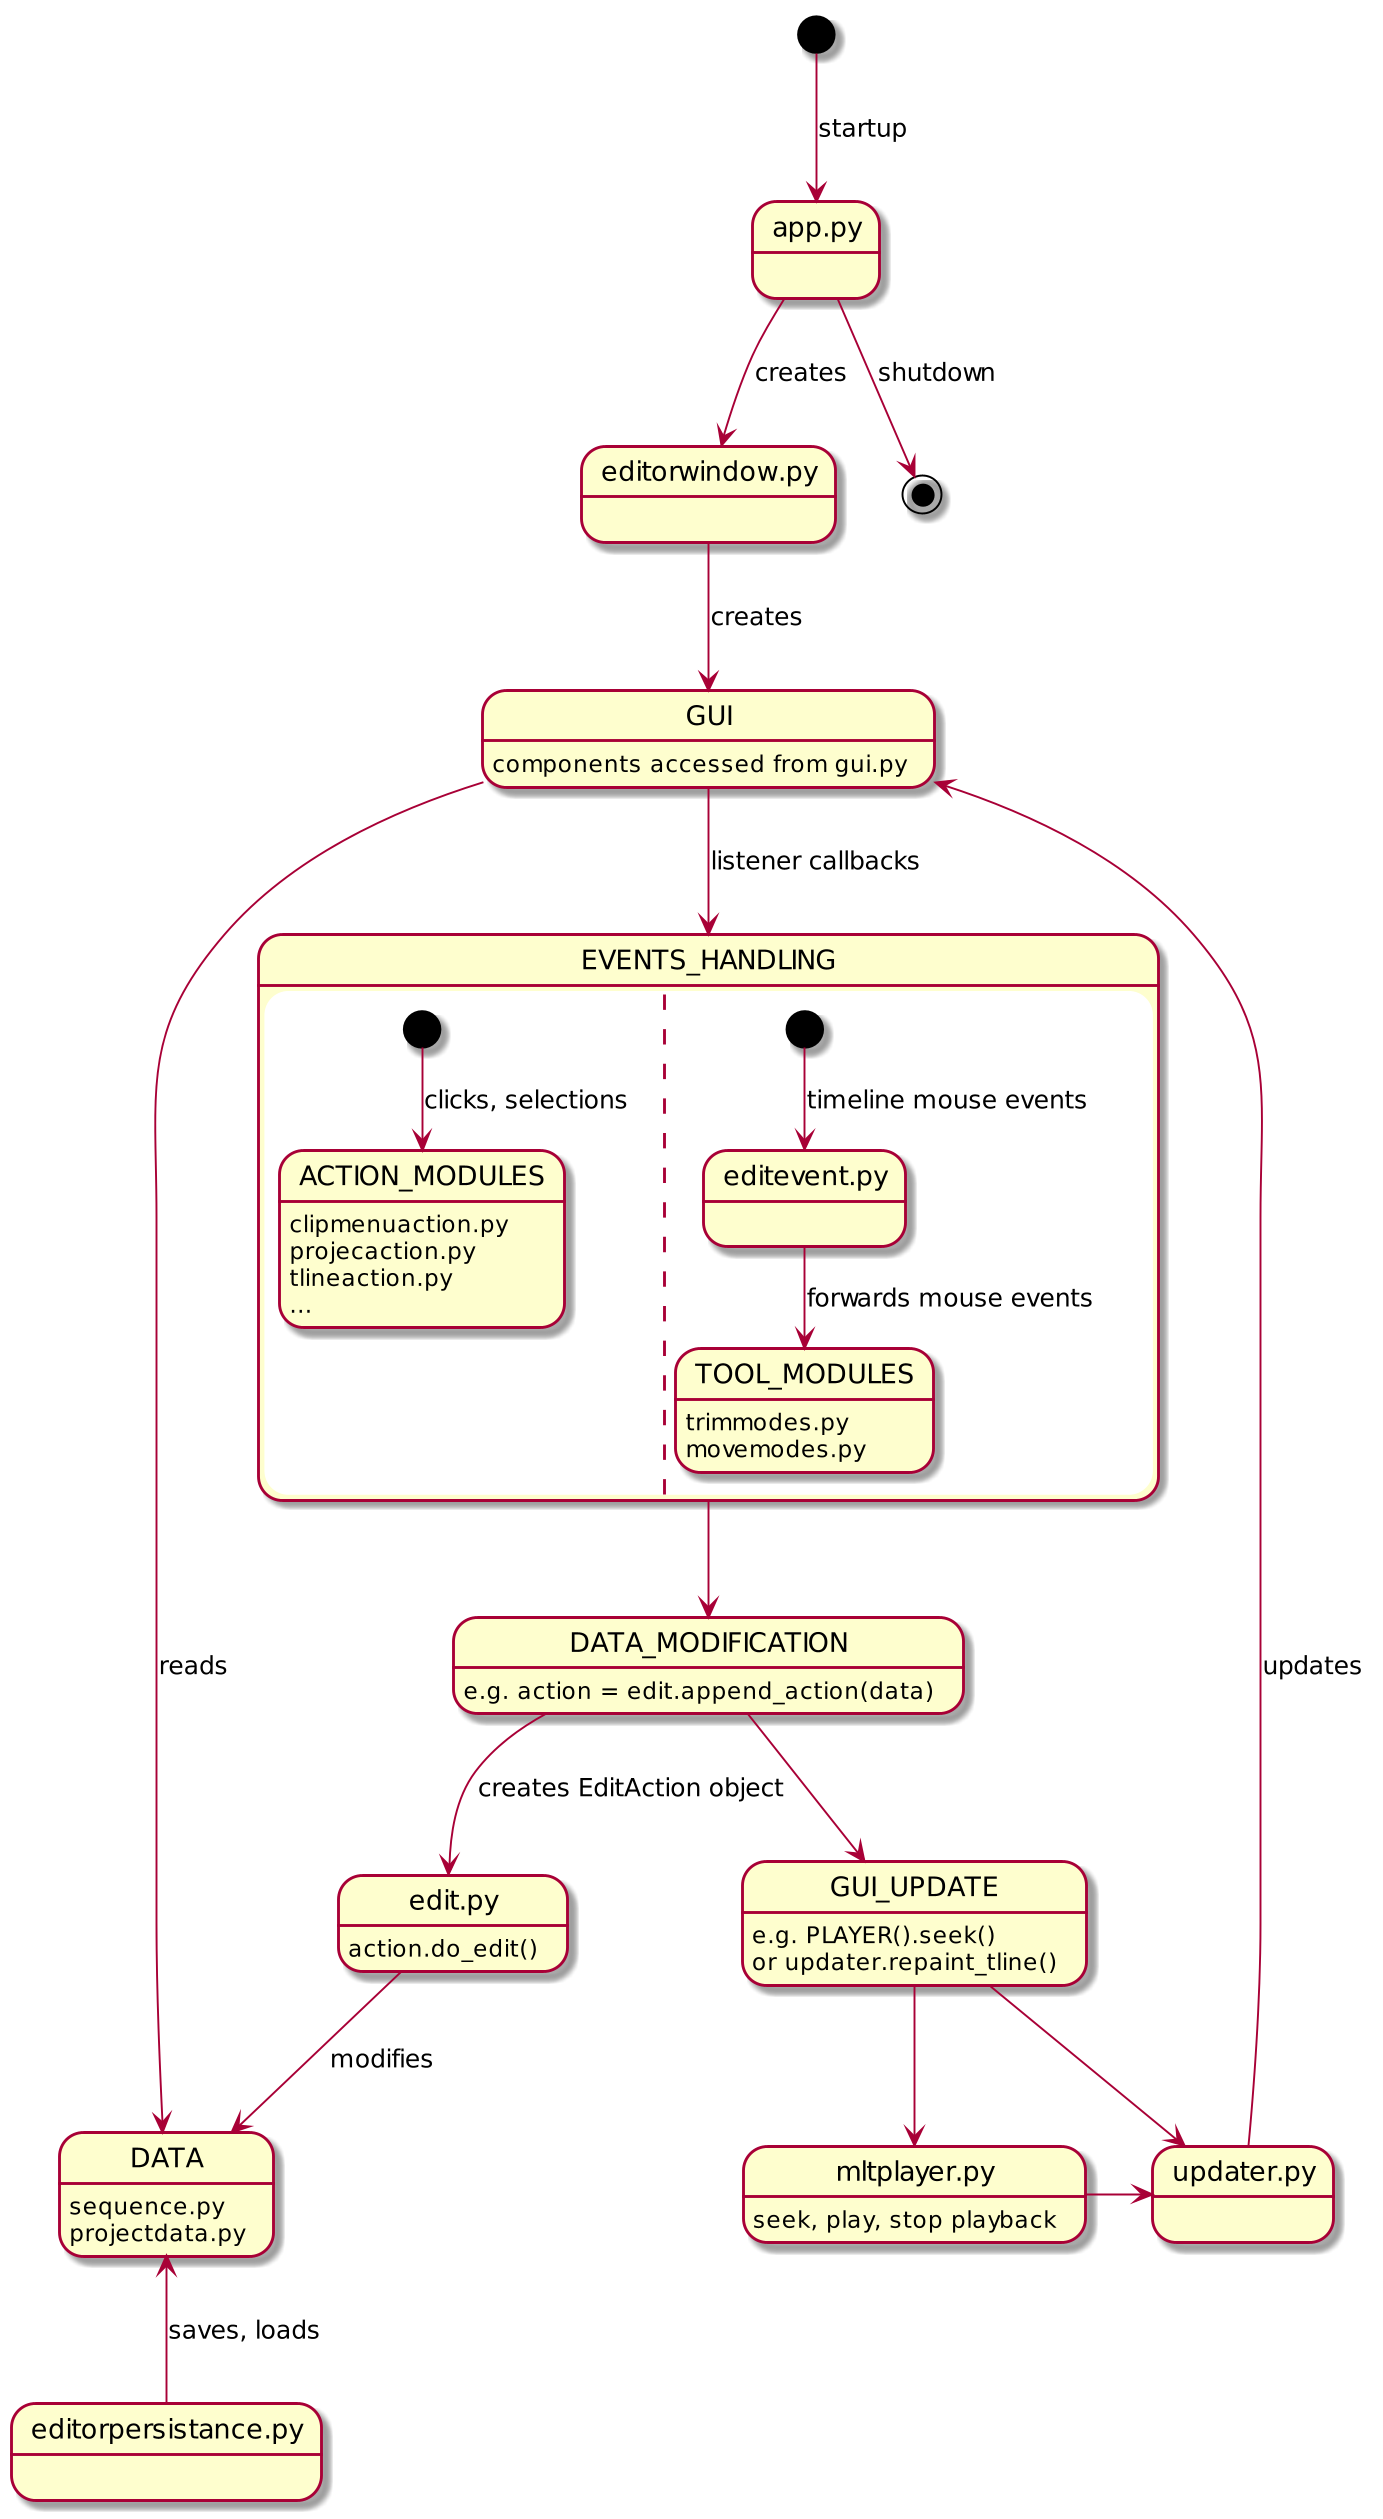 startup
app.py
creates
shutdown
editorwindow.py
creates
GUI
components accessed from gui.py
listener callbacks
EVENTS_HANDLING
clicks, selections
timeline mouse events
ACTION_MODULES
clipmenuaction.py
projecaction.py
tlineaction.py
...
editevent.py
forwards mouse events
TOOL_MODULES
trimmodes.py
movemodes.py
reads
updates
DATA_MODIFICATION
e.g. action = edit.append_action(data)
creates EditAction object
edit.py
action.do_edit()
GUI_UPDATE
e.g. PLAYER().seek()
or updater.repaint_tline()
modifies
DATA
sequence.py
projectdata.py
mltplayer.py
seek, play, stop playback
updater.py
saves, loads
editorpersistance.py